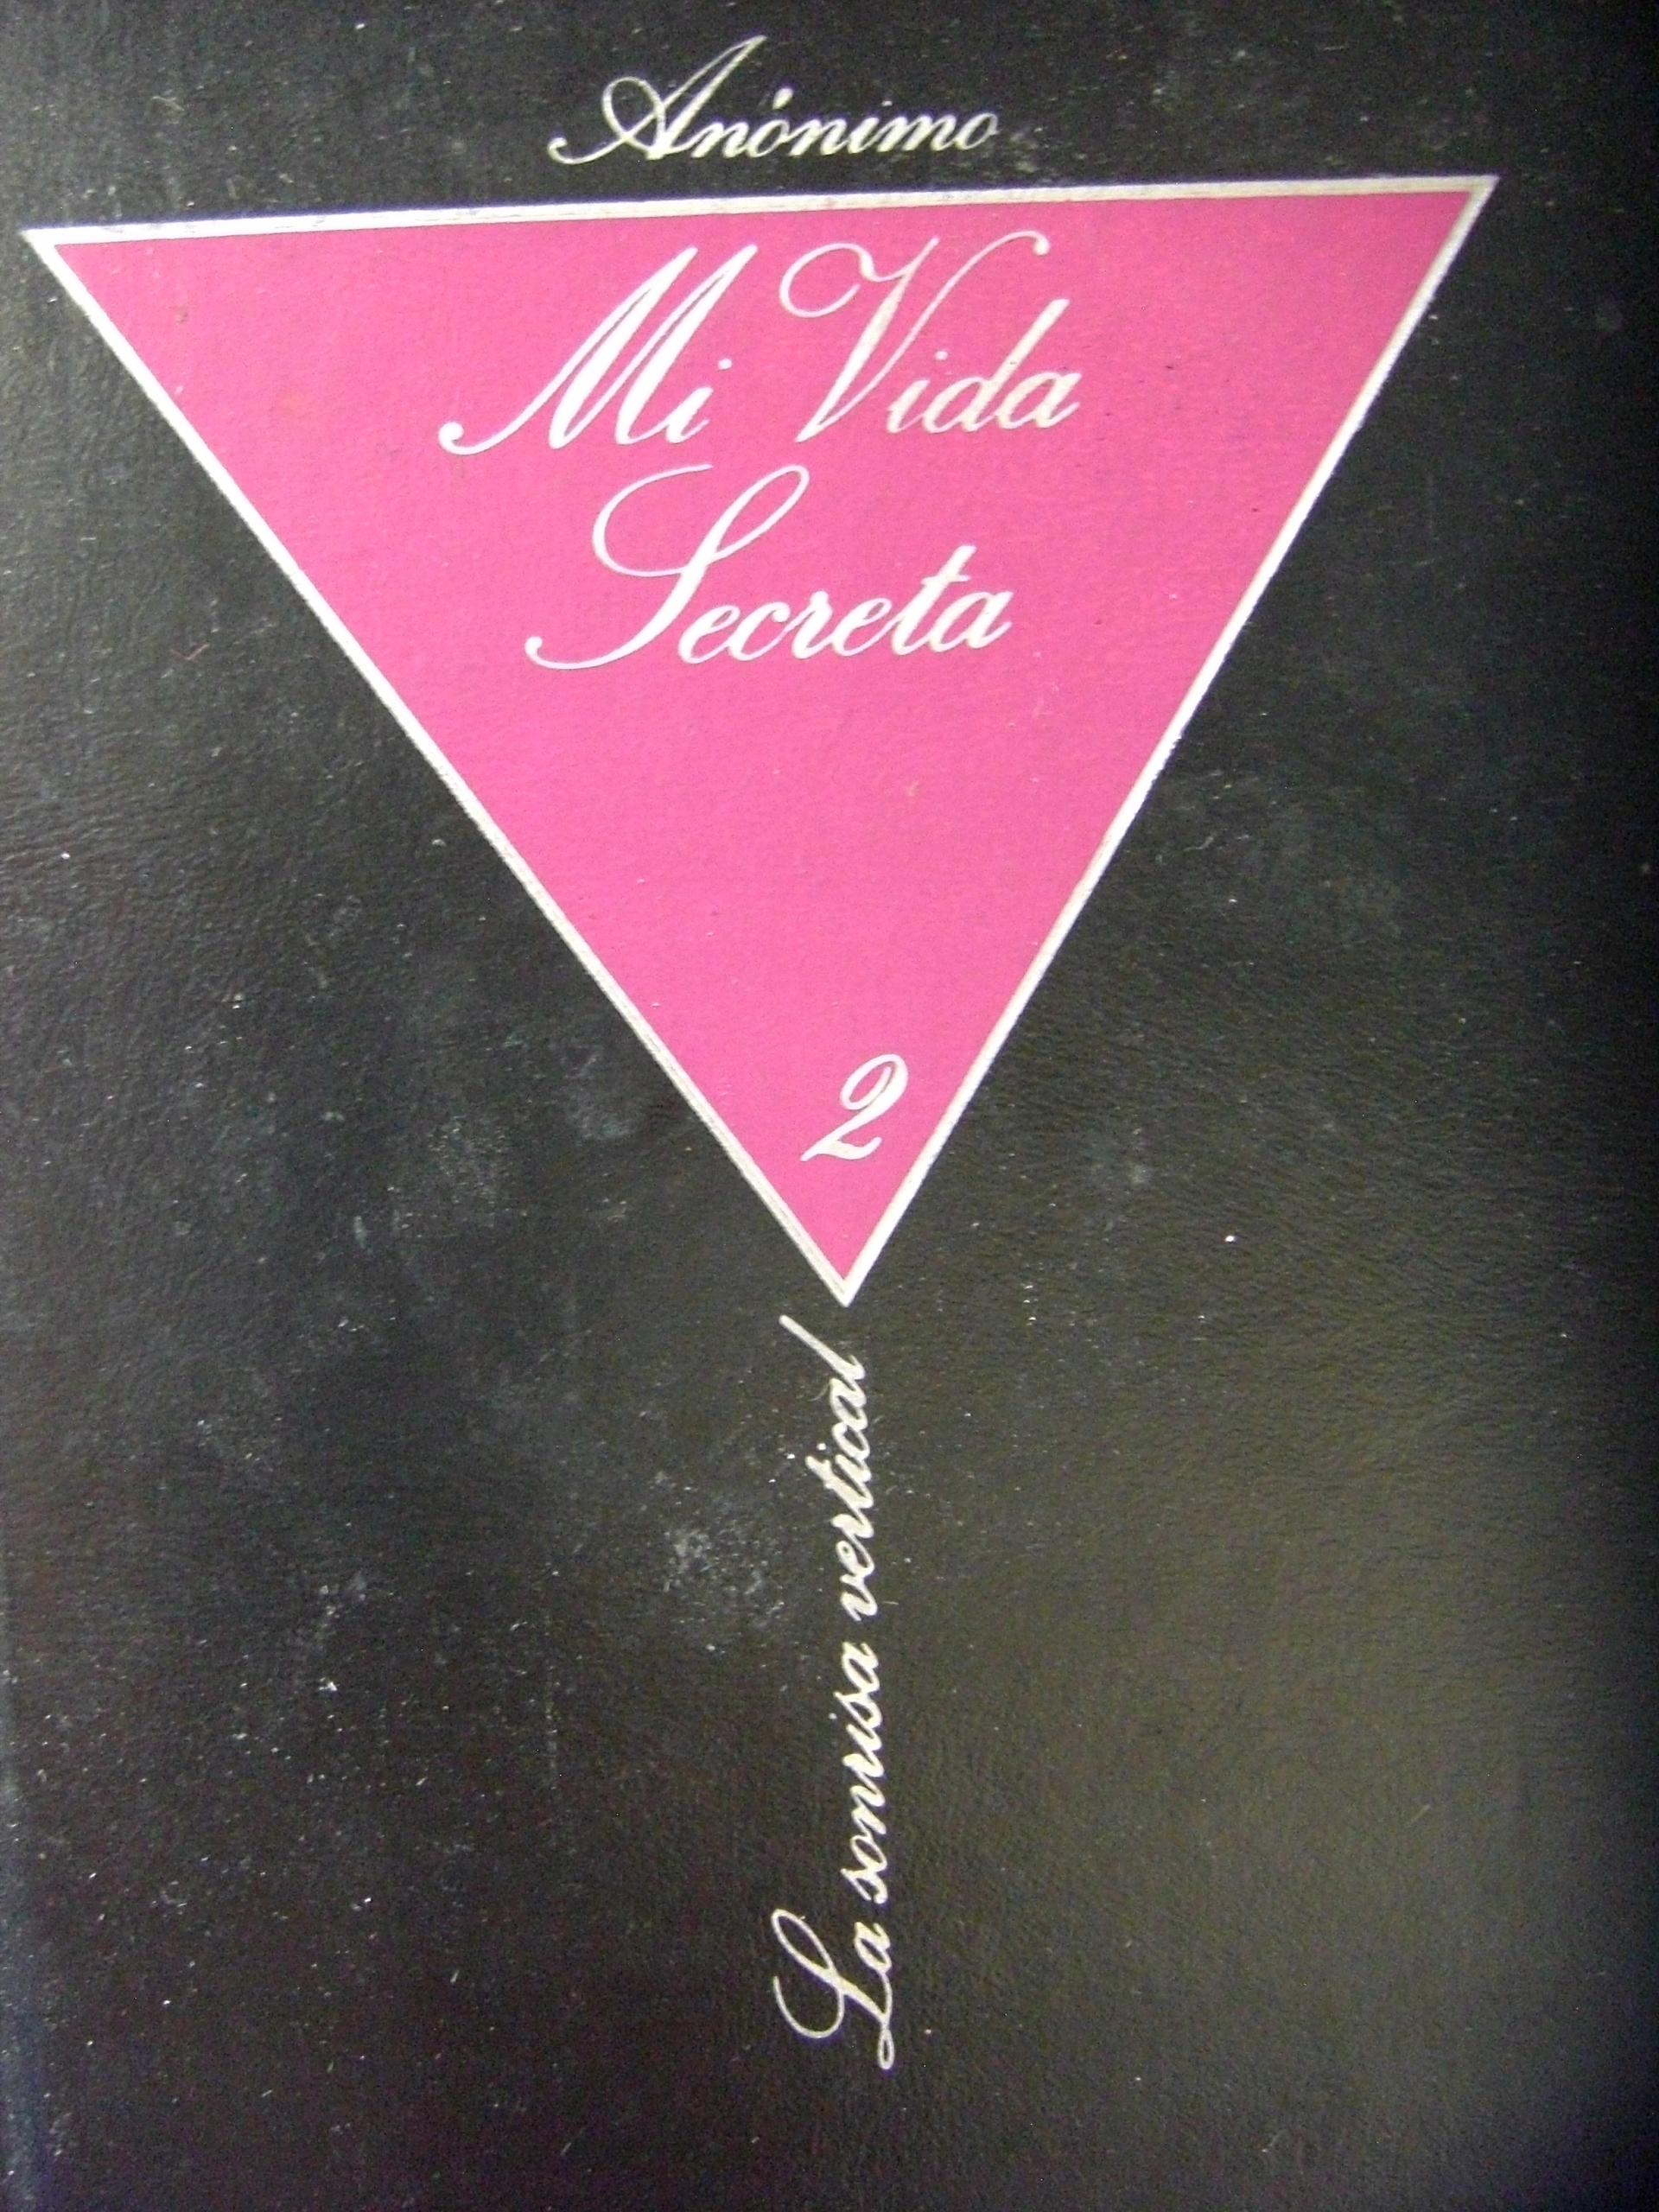 Anónimo
Mi Vida
Secreta
2
La sonrisa vertical